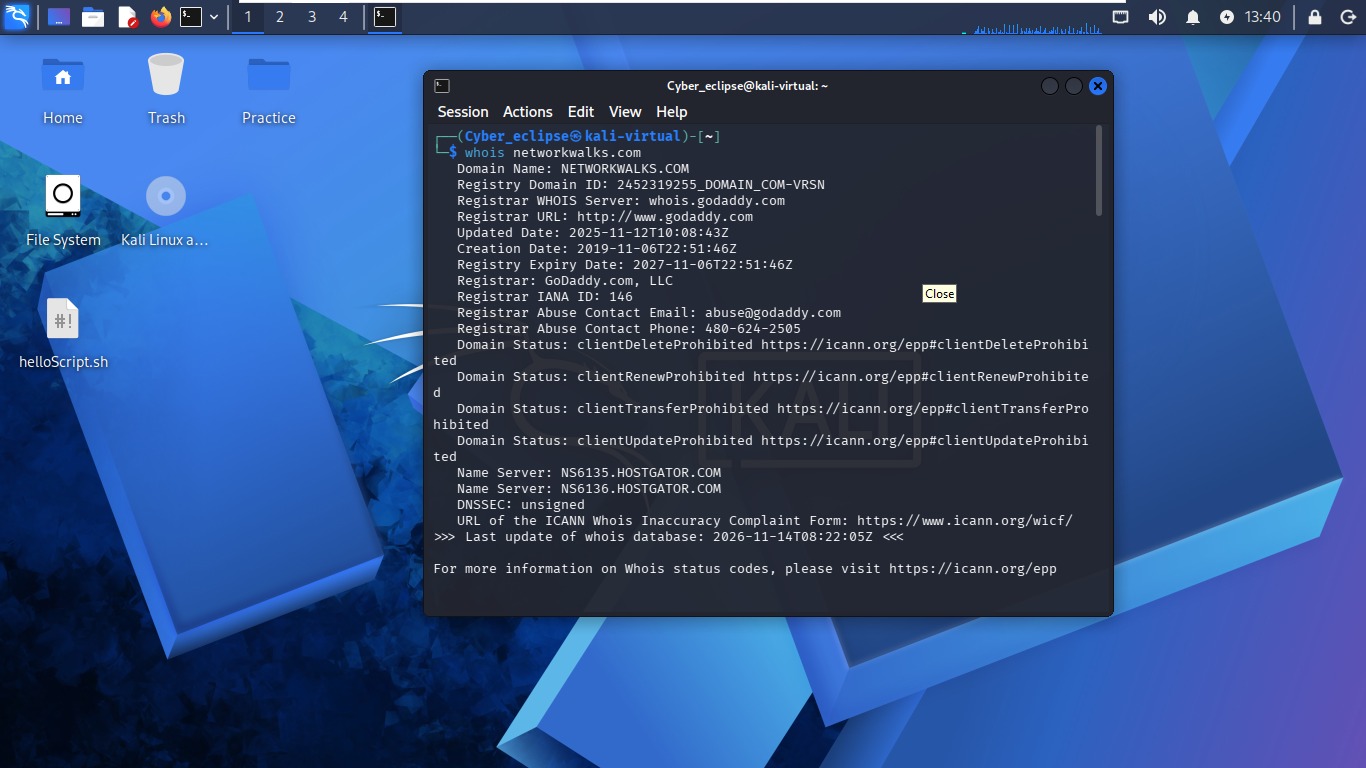 1 2 3 4 13:40
Home
Trash
Practice
File System
Kali Linux a...
helloScript.sh
Cyber_eclipse@kali-virtual: ~
Session Actions Edit View Help
┌──(Cyber_eclipse㉿kali-virtual)-[~]
└─$ whois networkwalks.com
Domain Name: NETWORKWALKS.COM
Registry Domain ID: 2452319255_DOMAIN_COM-VRSN
Registrar WHOIS Server: whois.godaddy.com
Registrar URL: http://www.godaddy.com
Updated Date: 2025-11-12T10:08:43Z
Creation Date: 2019-11-06T22:51:46Z
Registry Expiry Date: 2027-11-06T22:51:46Z
Registrar: GoDaddy.com, LLC
Registrar IANA ID: 146
Registrar Abuse Contact Email: abuse@godaddy.com
Registrar Abuse Contact Phone: 480-624-2505
Domain Status: clientDeleteProhibited https://icann.org/epp#clientDeleteProhibi
ted
Domain Status: clientRenewProhibited https://icann.org/epp#clientRenewProhibite
d
Domain Status: clientTransferProhibited https://icann.org/epp#clientTransferPro
hibited
Domain Status: clientUpdateProhibited https://icann.org/epp#clientUpdateProhibi
ted
Name Server: NS6135.HOSTGATOR.COM
Name Server: NS6136.HOSTGATOR.COM
DNSSEC: unsigned
URL of the ICANN Whois Inaccuracy Complaint Form: https://www.icann.org/wicf/
>>> Last update of whois database: 2026-11-14T08:22:05Z <<<
For more information on Whois status codes, please visit https://icann.org/epp
Close
KALI